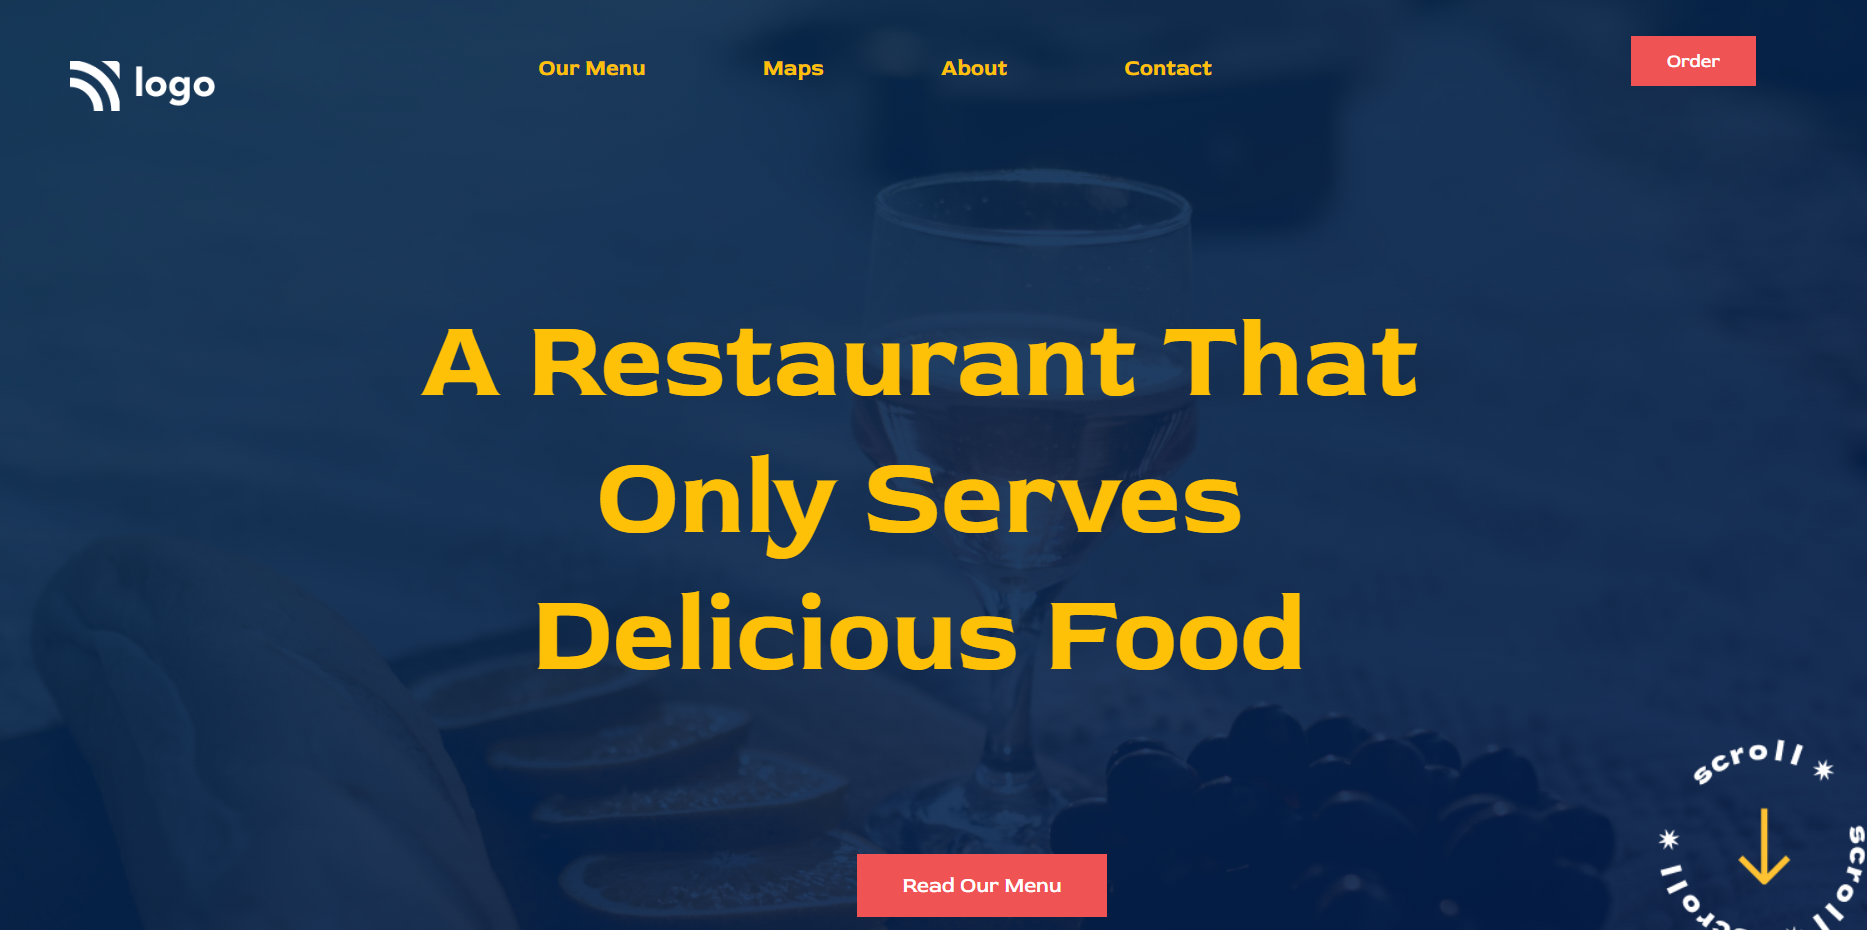 logo
Our Menu
Maps
About
Contact
Order
A Restaurant That
Only Serves
Delicious Food
Read Our Menu
scroll
scroll
scroll